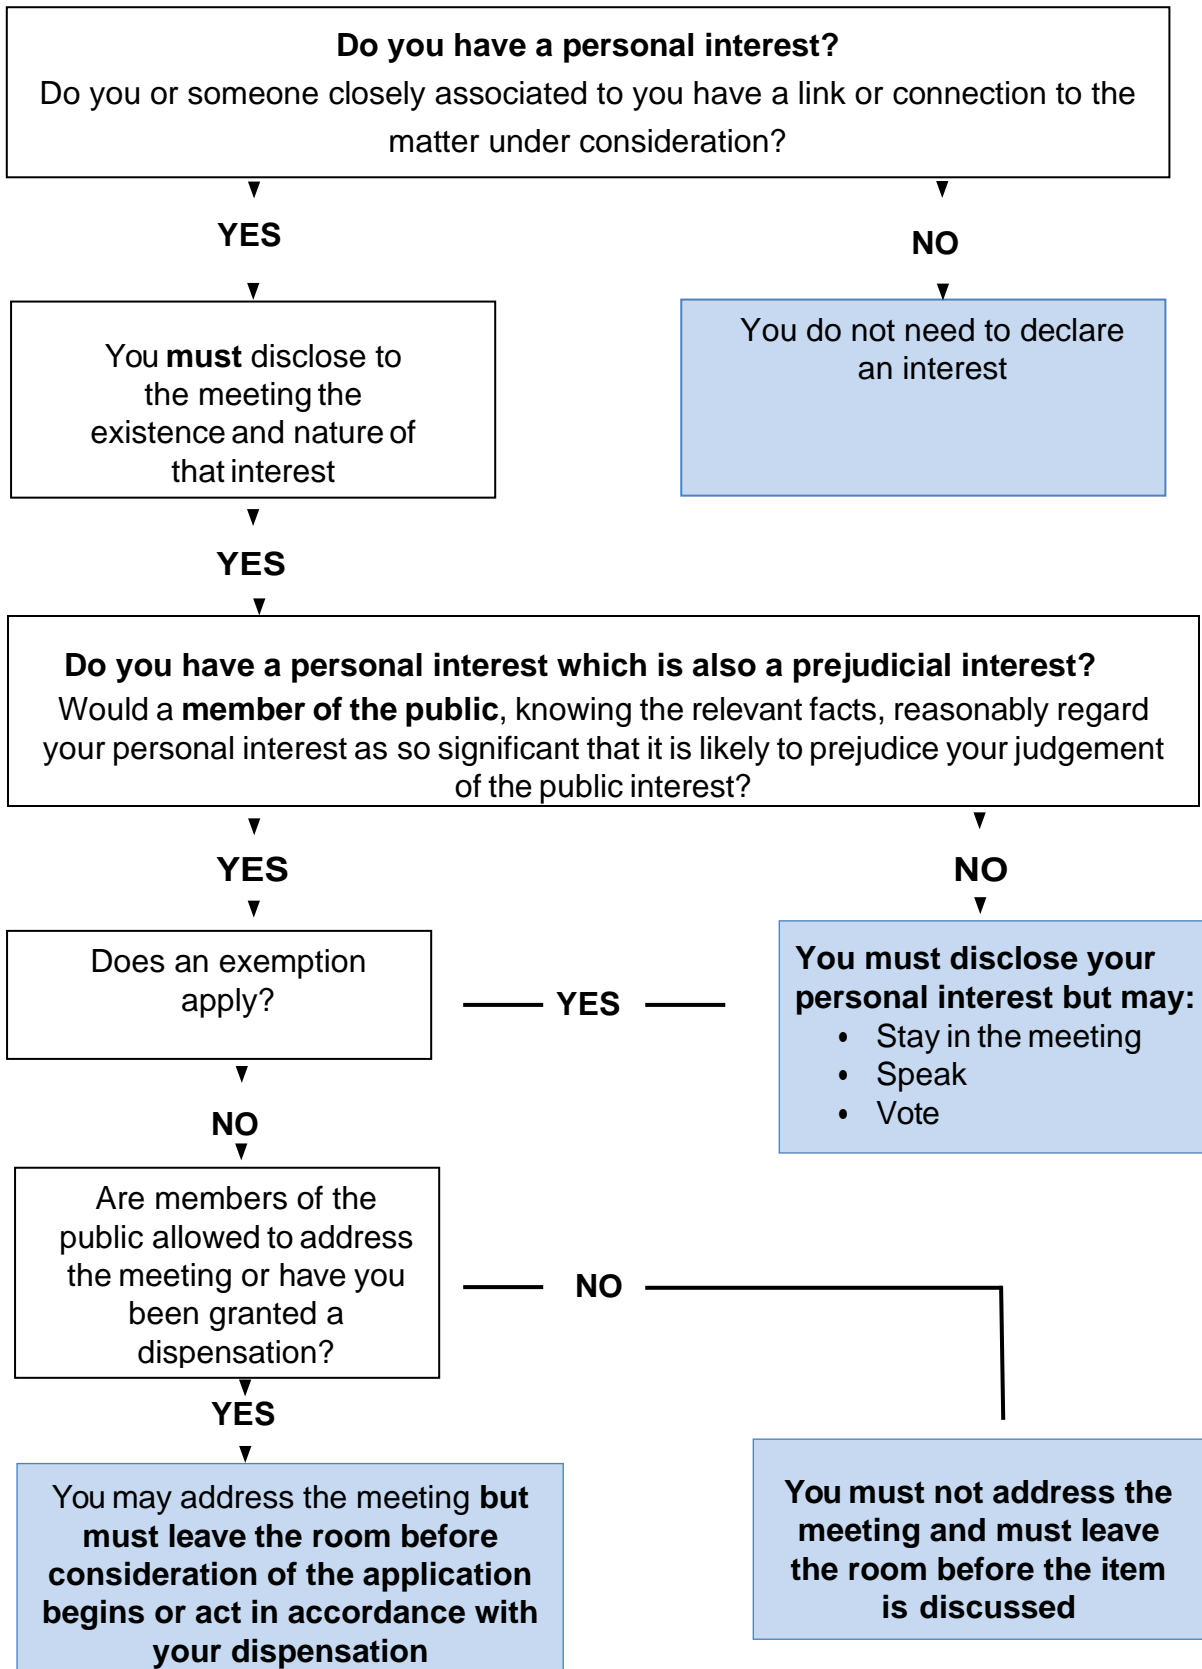 Do you have a personal interest?
Do you or someone closely associated to you have a link or connection to the
matter under consideration?
YES
NO
You must disclose to
the meeting the
existence and nature of
that interest
You do not need to declare
an interest
YES
Do you have a personal interest which is also a prejudicial interest?
Would a member of the public, knowing the relevant facts, reasonably regard
your personal interest as so significant that it is likely to prejudice your judgement
of the public interest?
YES
NO
Does an exemption
apply?
YES
You must disclose your
personal interest but may:
• Stay in the meeting
• Speak
• Vote
NO
Are members of the
public allowed to address
the meeting or have you
been granted a
dispensation?
NO
YES
You may address the meeting but
must leave the room before
consideration of the application
begins or act in accordance with
your dispensation
You must not address the
meeting and must leave
the room before the item
is discussed